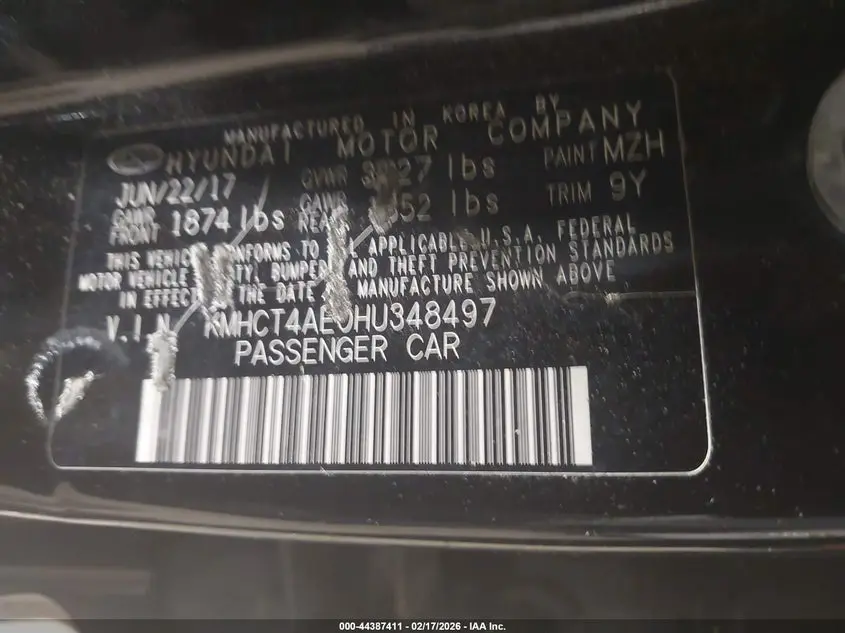 MANUFACTURED IN KOREA BY
HYUNDAI MOTOR COMPANY
JUN/22/17 GVWR lbs PAINT MZH
GAWR FRONT 1874 lbs GAWR REAR lbs TRIM 9Y
THIS CONFORMS TO APPLICABLE U.S.A. FEDERAL
MOTOR VEHICLE BUMPER AND THEFT PREVENTION STANDARDS
IN EFFECT THE DATE MANUFACTURE SHOWN ABOVE
V.I.N KMHCT4AE0HU348497
PASSENGER CAR
000-44387411 | 02/17/2026 - IAA Inc.